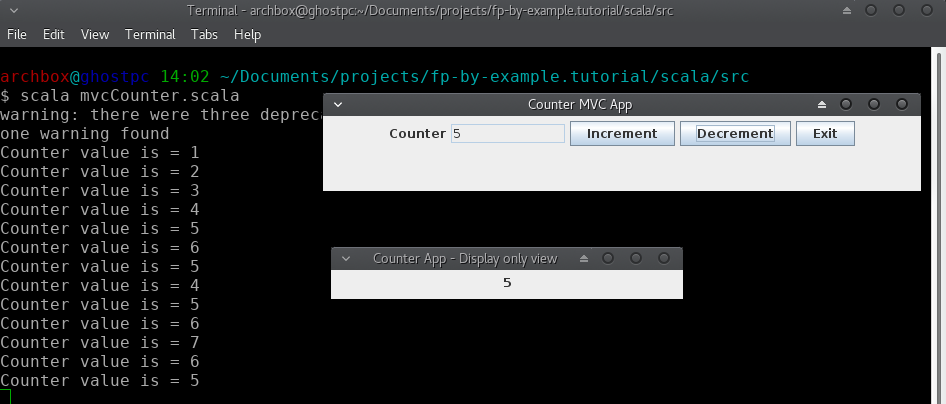 Terminal - archbox@ghostpc:~/Documents/projects/fp-by-example.tutorial/scala/src
File Edit View Terminal Tabs Help
archbox@ghostpc 14:02 ~/Documents/projects/fp-by-example.tutorial/scala/src
$ scala mvcCounter.scala
warning: there were three deprec
one warning found
Counter value is = 1
Counter value is = 2
Counter value is = 3
Counter value is = 4
Counter value is = 5
Counter value is = 6
Counter value is = 5
Counter value is = 4
Counter value is = 5
Counter value is = 6
Counter value is = 7
Counter value is = 6
Counter value is = 5
Counter MVC App
Counter 5 Increment Decrement Exit
Counter App - Display only view
5